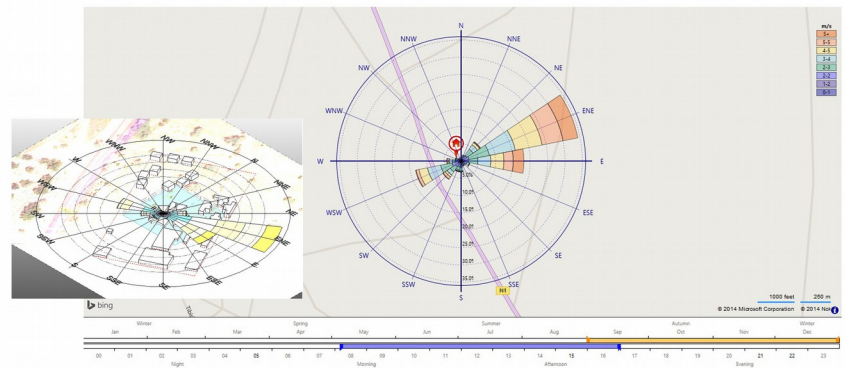 N
NNE
NE
ENE
E
ESE
SE
SSE
S
SSW
SW
WSW
W
WNW
NW
NNW
m/s
5+
5-5
4-5
3-4
2-3
2-2
1-2
0-1
5.0%
10.0%
15.0%
20.0%
25.0%
30.0%
35.0%
N1
NW
NNW
N
NNE
NE
ENE
E
ESE
SE
SSE
S
SSW
SW
WSW
W
bing
1000 feet 250 m
© 2014 Microsoft Corporation © 2014 Nok
Winter Spring Summer Autumn Winter
Jan Feb Mar Apr May Jun Jul Aug Sep Oct Nov Dec
00 01 02 03 04 05 06 07 08 09 10 11 12 13 14 15 16 17 18 19 20 21 22 23
Night Morning Afternoon Evening